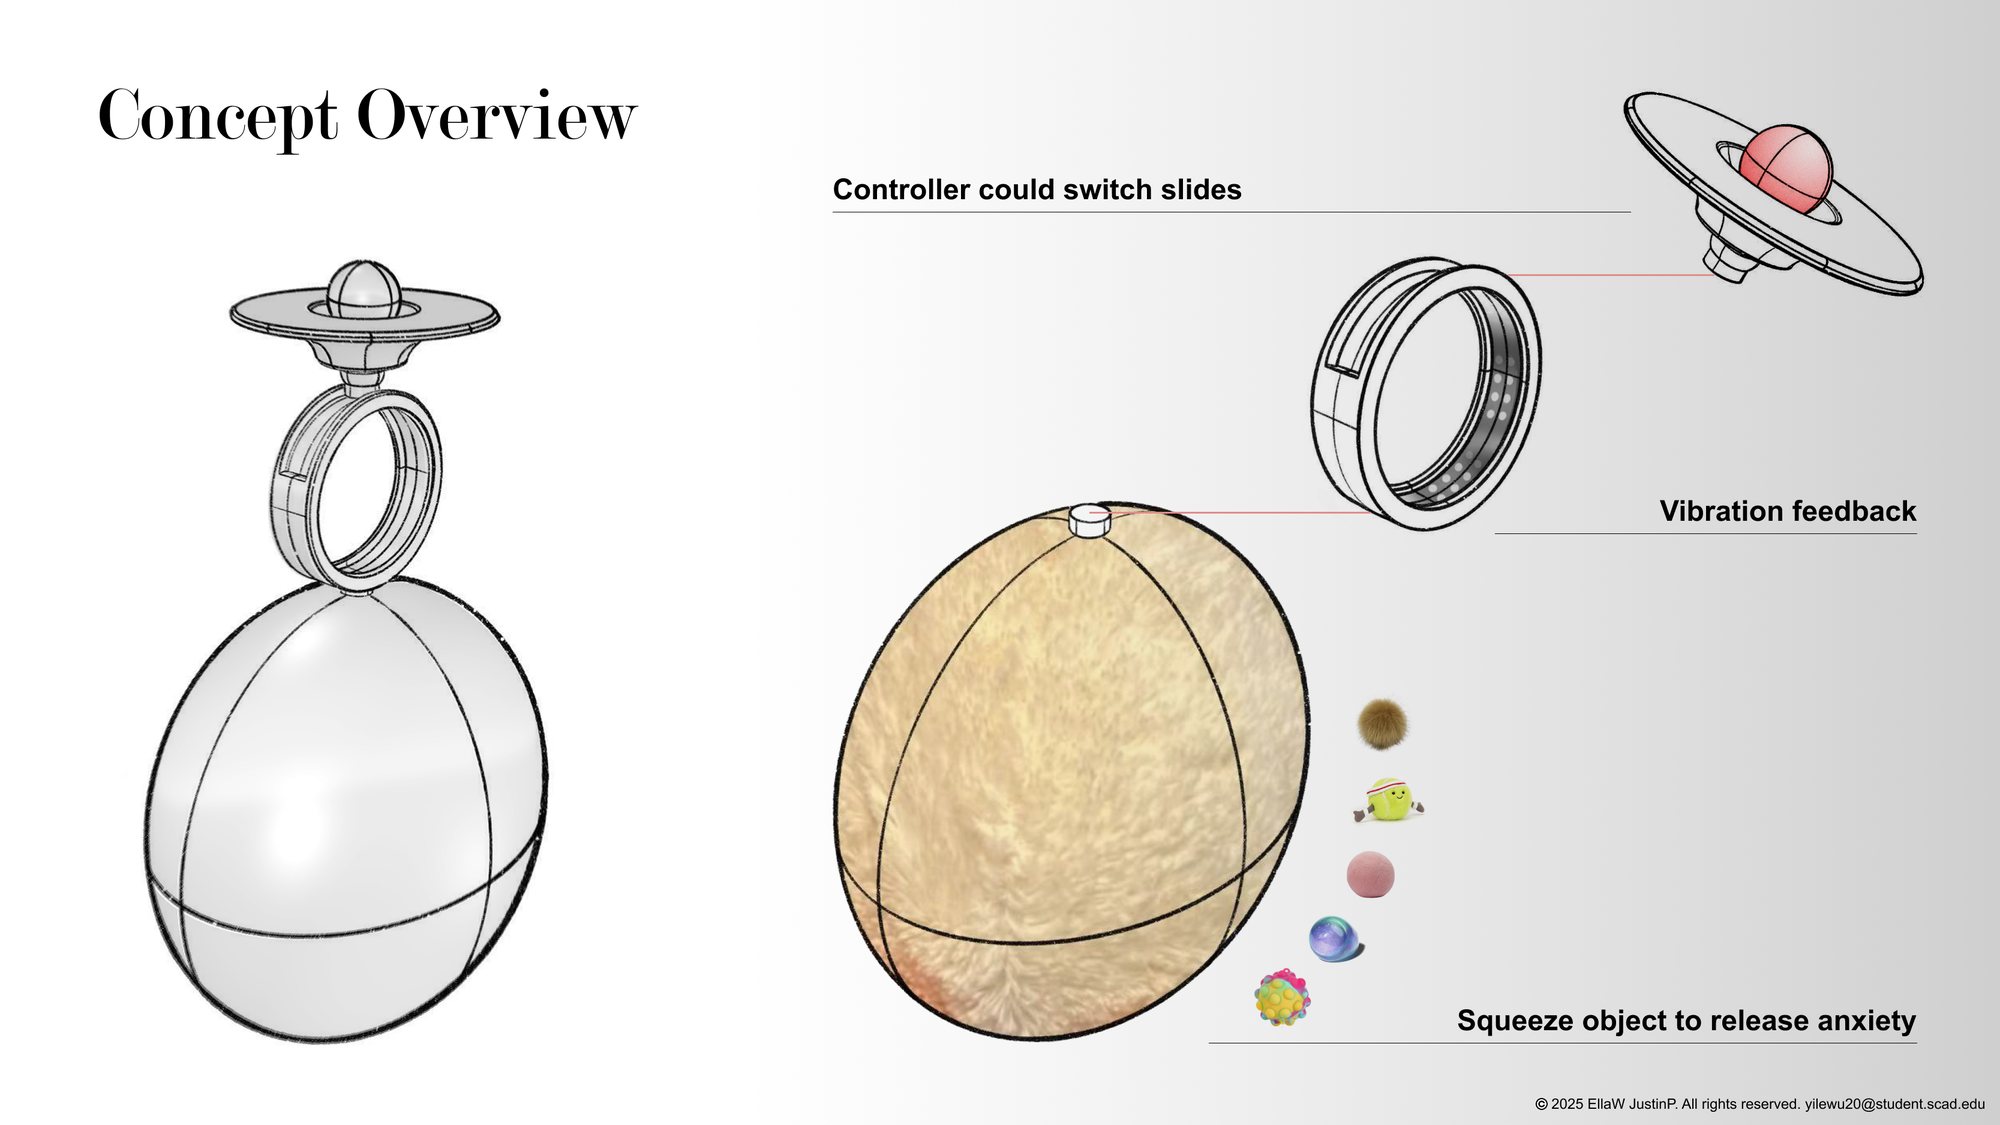 Concept Overview
Controller could switch slides
Vibration feedback
Squeeze object to release anxiety
© 2025 EllaW JustinP. All rights reserved. yilewu20@student.scad.edu